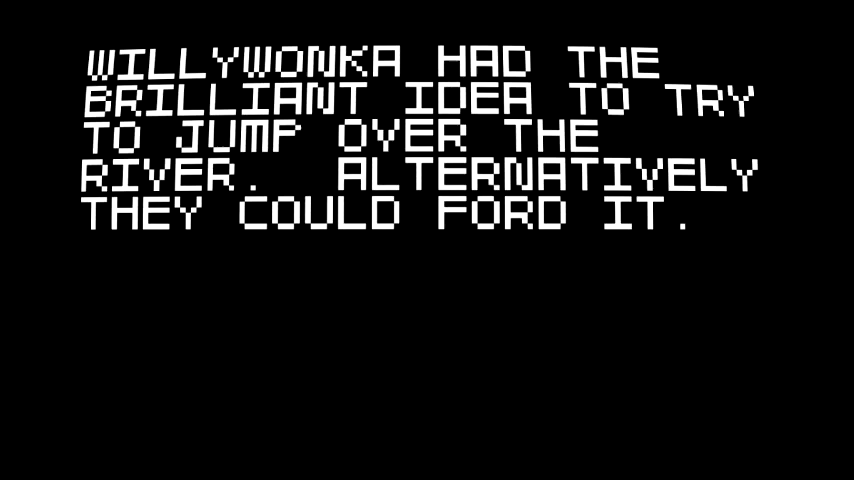 WILLYWONKA HAD THE
BRILLIANT IDEA TO TRY
TO JUMP OVER THE
RIVER.  ALTERNATIVELY
THEY COULD FORD IT.